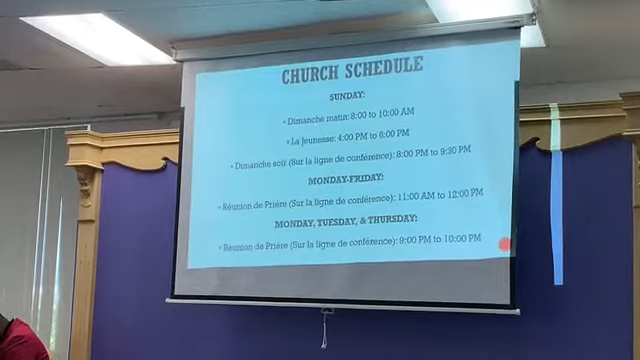 CHURCH SCHEDULE
SUNDAY:
• Dimanche matin: 8:00 to 10:00 AM
• La Jeunesse: 4:00 PM to 6:00 PM
• Dimanche soir (Sur la ligne de conférence): 8:00 PM to 9:30 PM
MONDAY-FRIDAY:
• Réunion de Prière (Sur la ligne de conférence): 11:00 AM to 12:00 PM
MONDAY, TUESDAY, & THURSDAY:
• Réunion de Prière (Sur la ligne de conférence): 9:00 PM to 10:00 PM